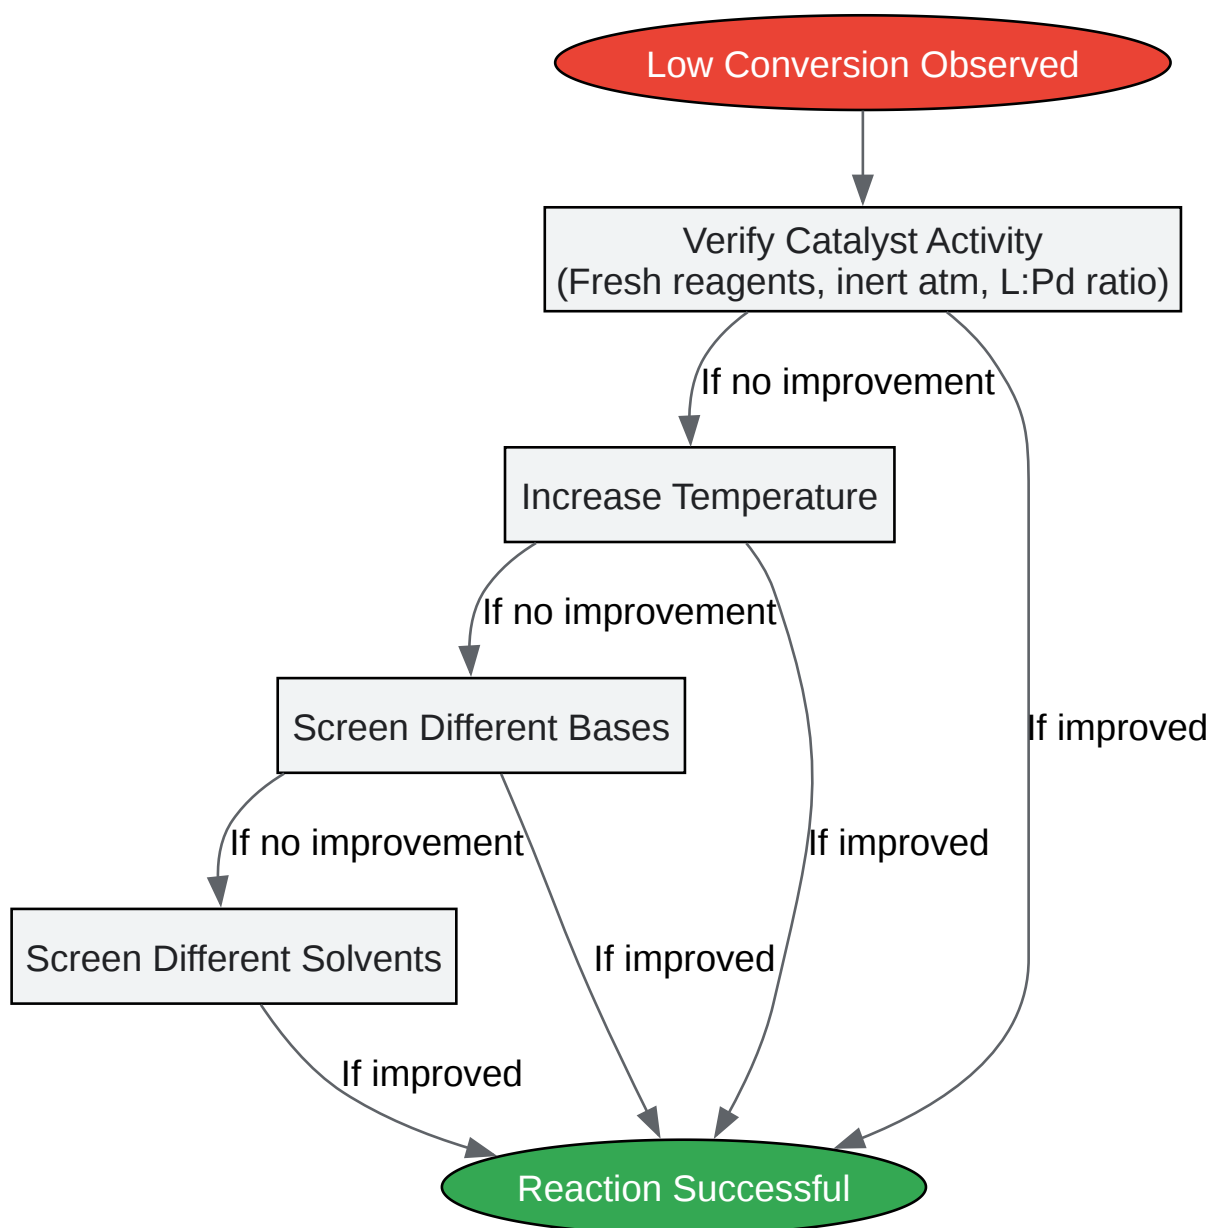 Low Conversion Observed
Verify Catalyst Activity
(Fresh reagents, inert atm, L:Pd ratio)
If no improvement
Increase Temperature
If no improvement
Screen Different Bases
If improved
If no improvement
If improved
Screen Different Solvents
If improved
If improved
Reaction Successful